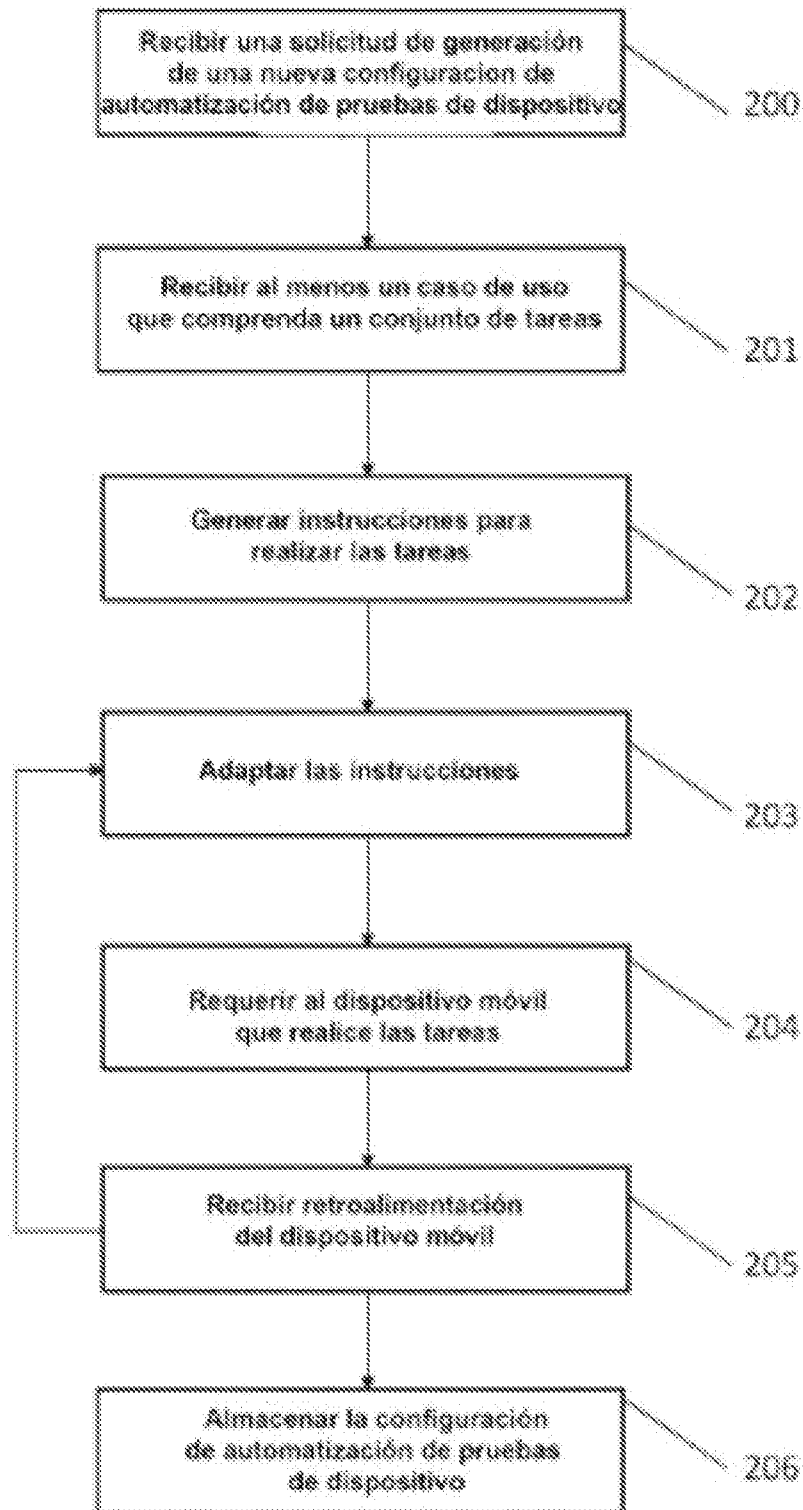 Recibir una solicitud de generación
de una nueva configuracion de
automatización de pruebas de dispositivo
200
Recibir al menos un caso de uso
que comprenda un conjunto de tareas
201
Generar instrucciones para
realizar las tareas
202
Adaptar las instrucciones
203
Requerir al dispositivo móvil
que realice las tareas
204
Recibir retroalimentación
del dispositivo móvil
205
Almacenar la configuración
de automatización de pruebas
de dispositivo
206